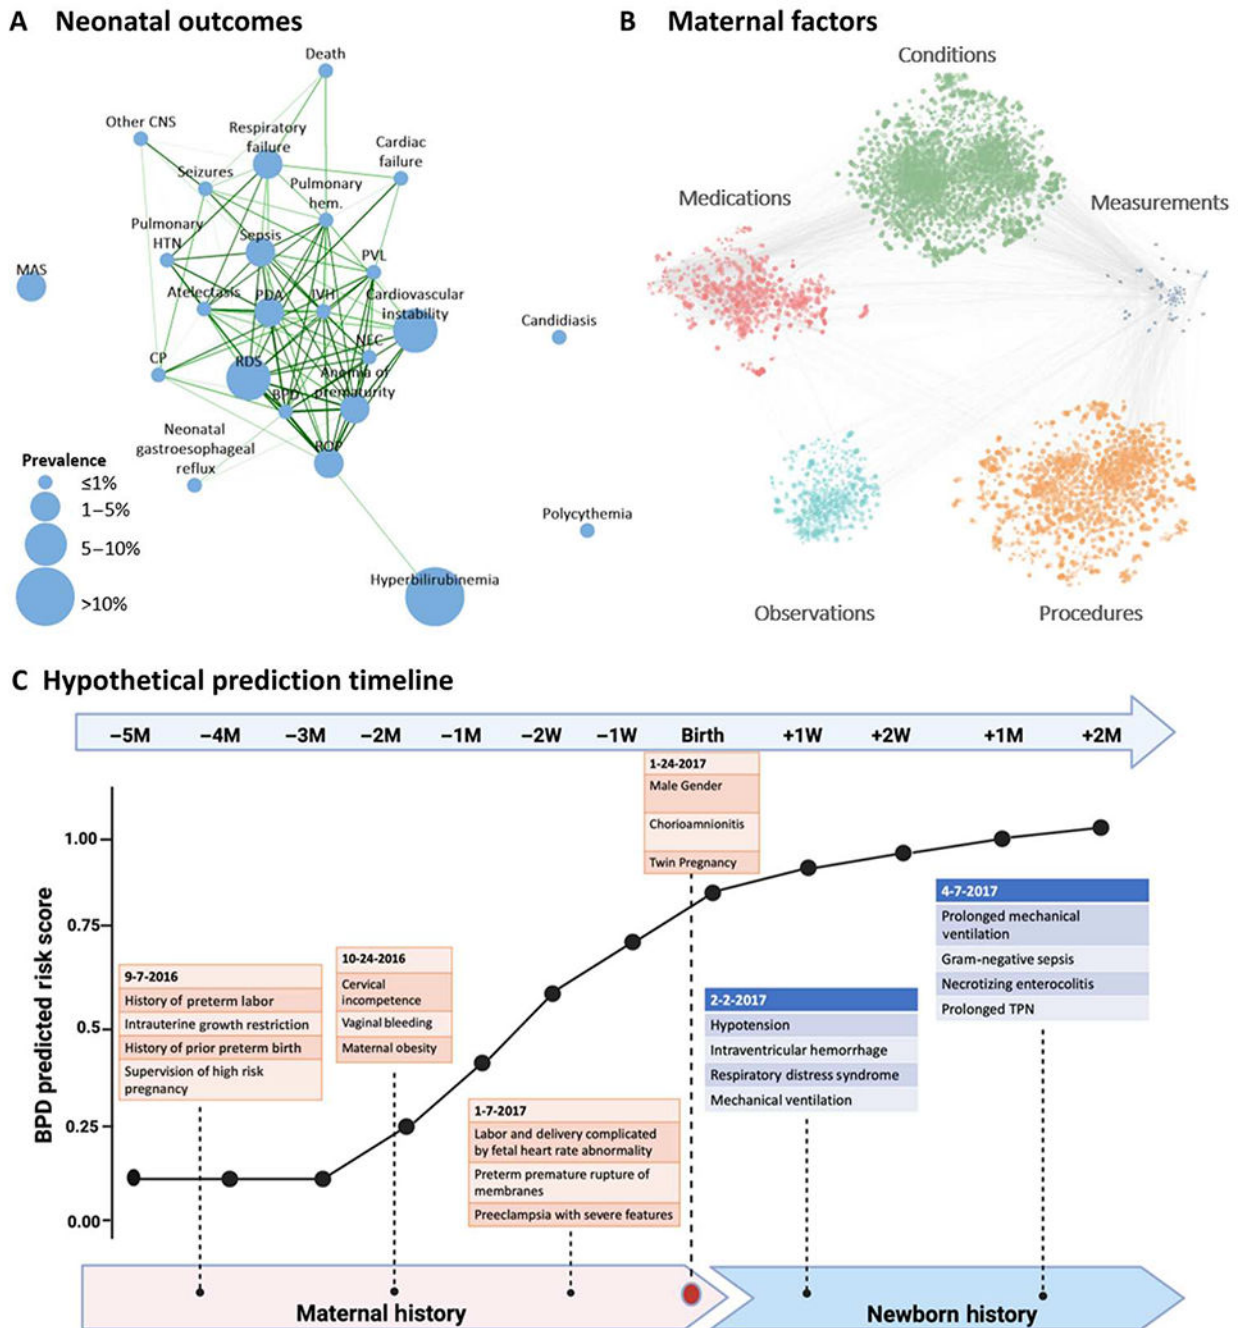 A Neonatal outcomes
Death
Other CNS
Respiratory
failure
Cardiac
failure
Seizures
Pulmonary
hem.
Pulmonary
HTN
Sepsis
PVL
MAS
Atelectasis
PDA
IVH
Cardiovascular
instability
Candidiasis
NEC
CP
RDS
Anemia of
prematurity
BPD
Neonatal
gastroesophageal
reflux
ROP
Prevalence
≤1%
1–5%
5–10%
>10%
Polycythemia
Hyperbilirubinemia
B Maternal factors
Conditions
Medications
Measurements
Observations
Procedures
C Hypothetical prediction timeline
–5M –4M –3M –2M –1M –2W –1W Birth +1W +2W +1M +2M
BPD predicted risk score
1.00
0.75
0.5
0.25
0.00
9-7-2016
History of preterm labor
Intrauterine growth restriction
History of prior preterm birth
Supervision of high risk
pregnancy
10-24-2016
Cervical
incompetence
Vaginal bleeding
Maternal obesity
1-7-2017
Labor and delivery complicated
by fetal heart rate abnormality
Preterm premature rupture of
membranes
Preeclampsia with severe features
1-24-2017
Male Gender
Chorioamnionitis
Twin Pregnancy
2-2-2017
Hypotension
Intraventricular hemorrhage
Respiratory distress syndrome
Mechanical ventilation
4-7-2017
Prolonged mechanical
ventilation
Gram-negative sepsis
Necrotizing enterocolitis
Prolonged TPN
Maternal history
Newborn history